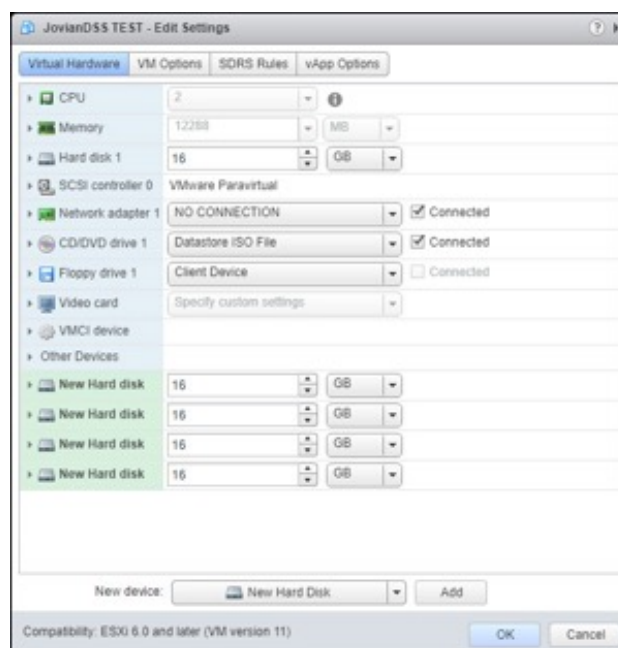 JovianDSS TEST - Edit Settings
Virtual Hardware VM Options SDRS Rules vApp Options
CPU 2
Memory 12288 MB
Hard disk 1 16 GB
SCSI controller 0 VMware Paravirtual
Network adapter 1 NO CONNECTION Connected
CD/DVD drive 1 Datastore ISO File Connected
Floppy drive 1 Client Device Connected
Video card Specify custom settings
VMCI device
Other Devices
New Hard disk 16 GB
New Hard disk 16 GB
New Hard disk 16 GB
New Hard disk 16 GB
New device: New Hard Disk Add
Compatibility: ESXi 6.0 and later (VM version 11) OK Cancel